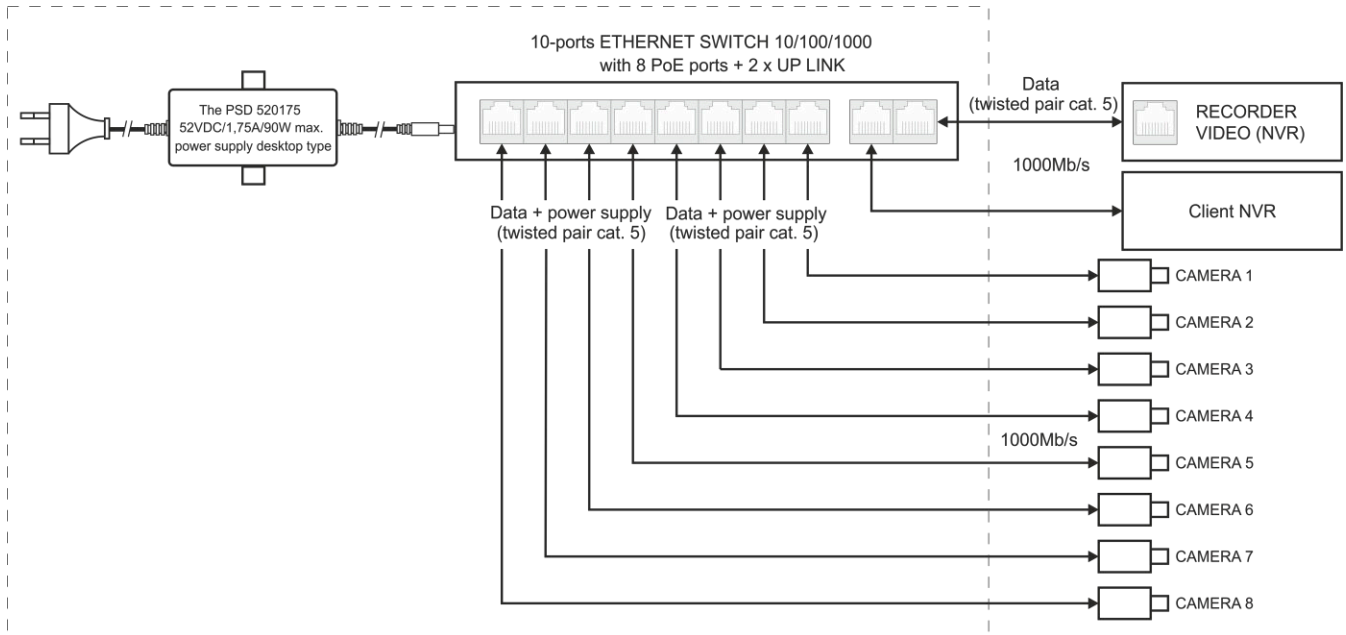 10-ports ETHERNET SWITCH 10/100/1000
with 8 PoE ports + 2 x UP LINK
The PSD 520175
52VDC/1,75A/90W max.
power supply desktop type
Data
(twisted pair cat. 5)
RECORDER
VIDEO (NVR)
1000Mb/s
Client NVR
Data + power supply
(twisted pair cat. 5)
Data + power supply
(twisted pair cat. 5)
CAMERA 1
CAMERA 2
CAMERA 3
CAMERA 4
1000Mb/s
CAMERA 5
CAMERA 6
CAMERA 7
CAMERA 8